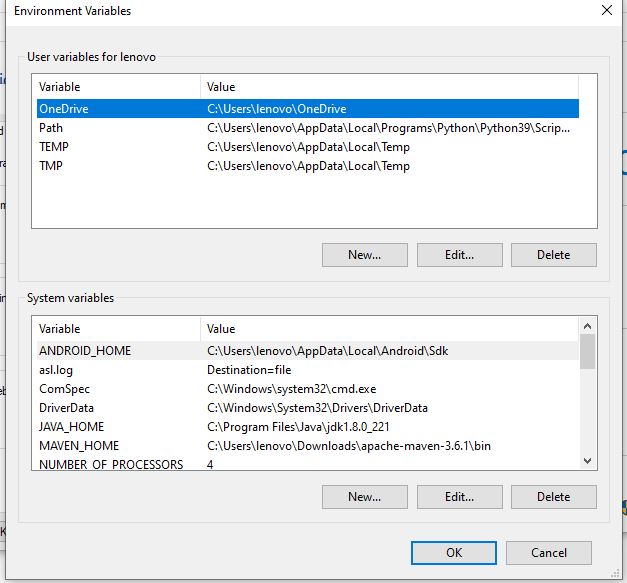 Environment Variables
User variables for lenovo
Variable Value
OneDrive C:\Users\lenovo\OneDrive
Path C:\Users\lenovo\AppData\Local\Programs\Python\Python39\Scrip...
TEMP C:\Users\lenovo\AppData\Local\Temp
TMP C:\Users\lenovo\AppData\Local\Temp
New... Edit... Delete
System variables
Variable Value
ANDROID_HOME C:\Users\lenovo\AppData\Local\Android\Sdk
asl.log Destination=file
ComSpec C:\Windows\system32\cmd.exe
DriverData C:\Windows\System32\Drivers\DriverData
JAVA_HOME C:\Program Files\Java\jdk1.8.0_221
MAVEN_HOME C:\Users\lenovo\Downloads\apache-maven-3.6.1\bin
NUMBER_OF_PROCESSORS 4
New... Edit... Delete
OK Cancel